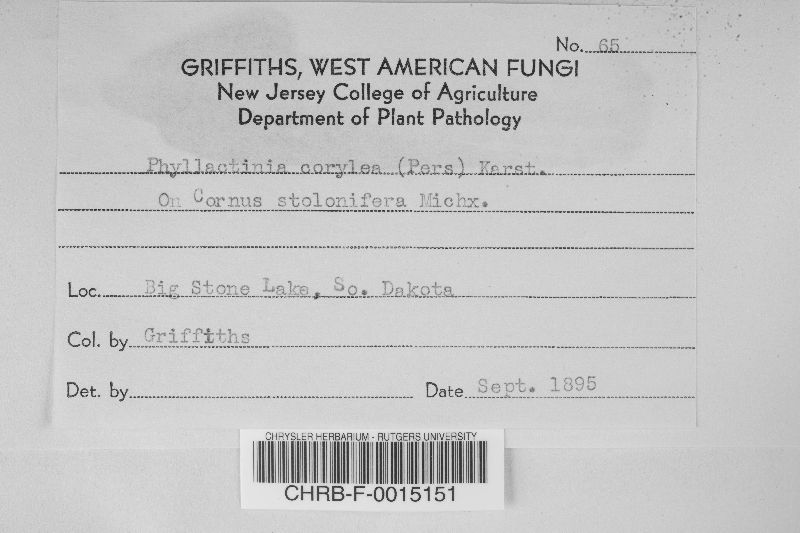 No. 65
GRIFFITHS, WEST AMERICAN FUNGI
New Jersey College of Agriculture
Department of Plant Pathology
Phyllactinia corylea (Pers) Karst.
On Cornus stolonifera Michx.
Loc. Big Stone Lake, So. Dakota
Col. by Griffiths
Det. by
Date Sept. 1895
CHRYSLER HERBARIUM - RUTGERS UNIVERSITY
CHRB-F-0015151